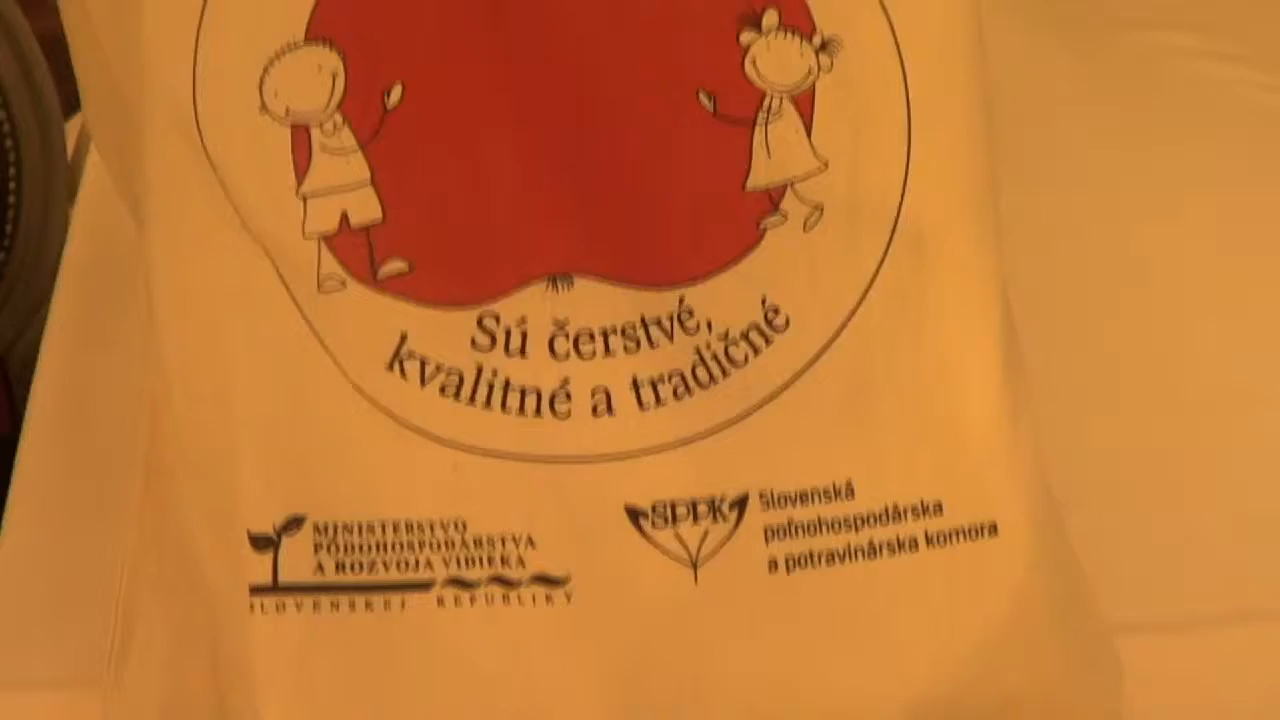 Sú čerstvé,
kvalitné a tradičné
MINISTERSTVO
PÔDOHOSPODÁRSTVA
A ROZVOJA VIDIEKA
SLOVENSKEJ REPUBLIKY
SPPK
Slovenská
poľnohospodárska
a potravinárska komora